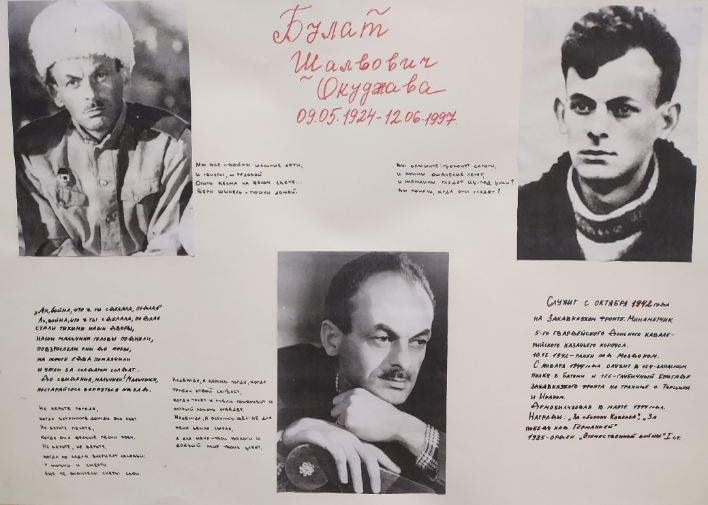 Булат
Шалвович
Окуджава
09.05.1924-12.06.1997
Мы все - войны шальные дети,
и генерал, и рядовой
Опять весна на белом свете...
Бери шинель - пошли домой.
Вы слышите: грохочут сапоги,
и птицы ошалелые летят,
и женщины глядят из-под руки?
Вы поняли, куда они глядят?
„Ах, война, что ж ты сделала, подлая"
Ах, война, что ж ты сделала, подлая
стали тихими наши дворы,
наши мальчики головы подняли,
повзрослели они до поры,
на пороге едва помаячили
и ушли за солдатом солдат...
До свидания, мальчики! Мальчики,
постарайтесь вернуться назад.
Не верьте погоде,
когда затяжные дожди она льёт.
Не верьте пехоте,
когда она бравые песни поёт.
Не верьте, не верьте,
когда по садам закричат соловьи:
у жизни и смерти
еще не окончены счеты свои.
Надежда, я вернусь тогда, когда
трубач отбой сыграет,
когда трубу к губам приблизит и
острый локоть отведет.
Надежда, я останусь цел: не для
меня земля сырая,
а для меня - твои тревоги и
добрый мир твоих забот.
Служит с октября 1942 года
на Закавказском фронте. Минометчик
5-го гвардейского Донского кавале-
рийского казачьего корпуса.
10.12.1942 - ранен под Моздоком.
С января 1944 года служит в 124-запасном
полку в Батуми и 126-гаубичной бригаде
Закавказского фронта на границе с Турцией
и Ираном.
Демобилизован в марте 1944 года.
Награды: „За оборону Кавказа", „За
победу над Германией"
1985-орден „Отечественной войны" I ст.